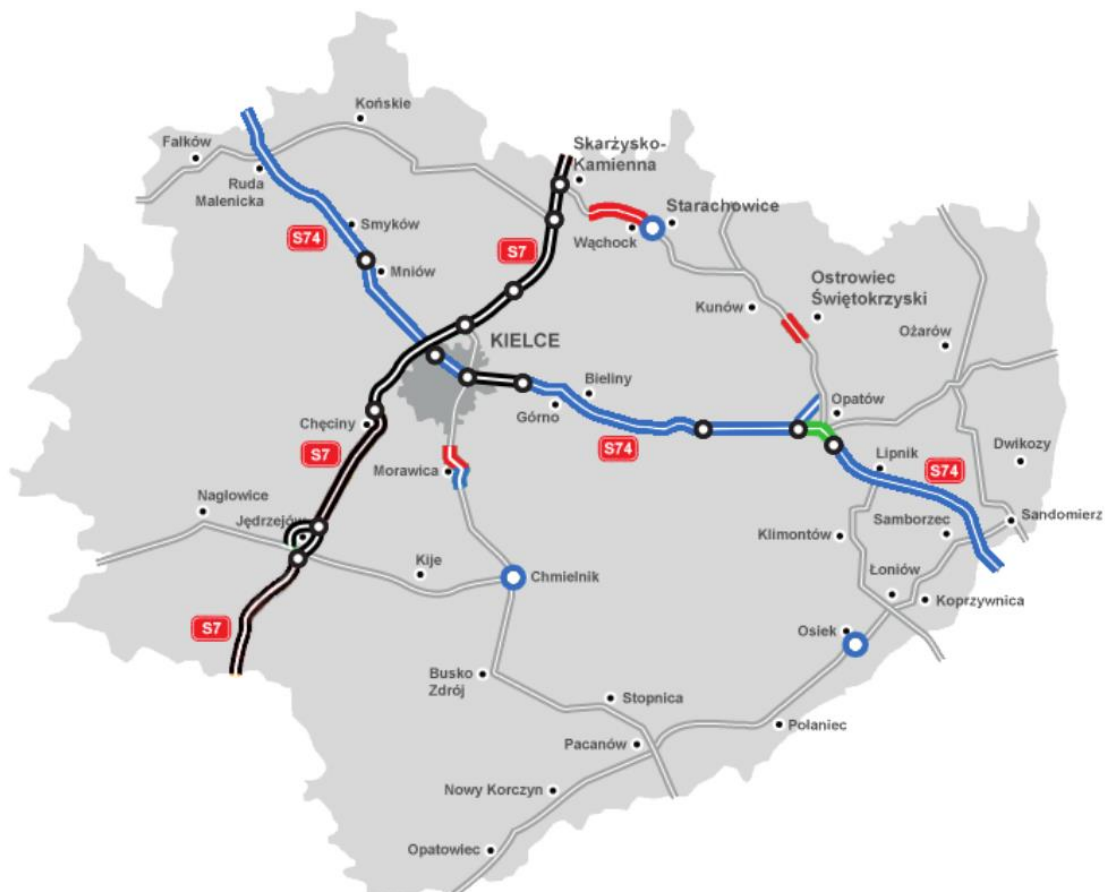 Końskie
Fałków
Ruda
Malenicka
Skarżysko-
Kamienna
Smyków
S74
Starachowice
Wąchock
S7
Mniów
Ostrowiec
Świętokrzyski
Kunów
KIELCE
Ożarów
Bieliny
Górno
Opatów
Chęciny
S74
Lipnik
Dwikozy
S7
Morawica
S74
Nagłowice
Samborzec
Sandomierz
Jędrzejów
Klimontów
Kije
Chmielnik
Łoniów
Koprzywnica
S7
Osiek
Busko
Zdrój
Stopnica
Połaniec
Pacanów
Nowy Korczyn
Opatowiec